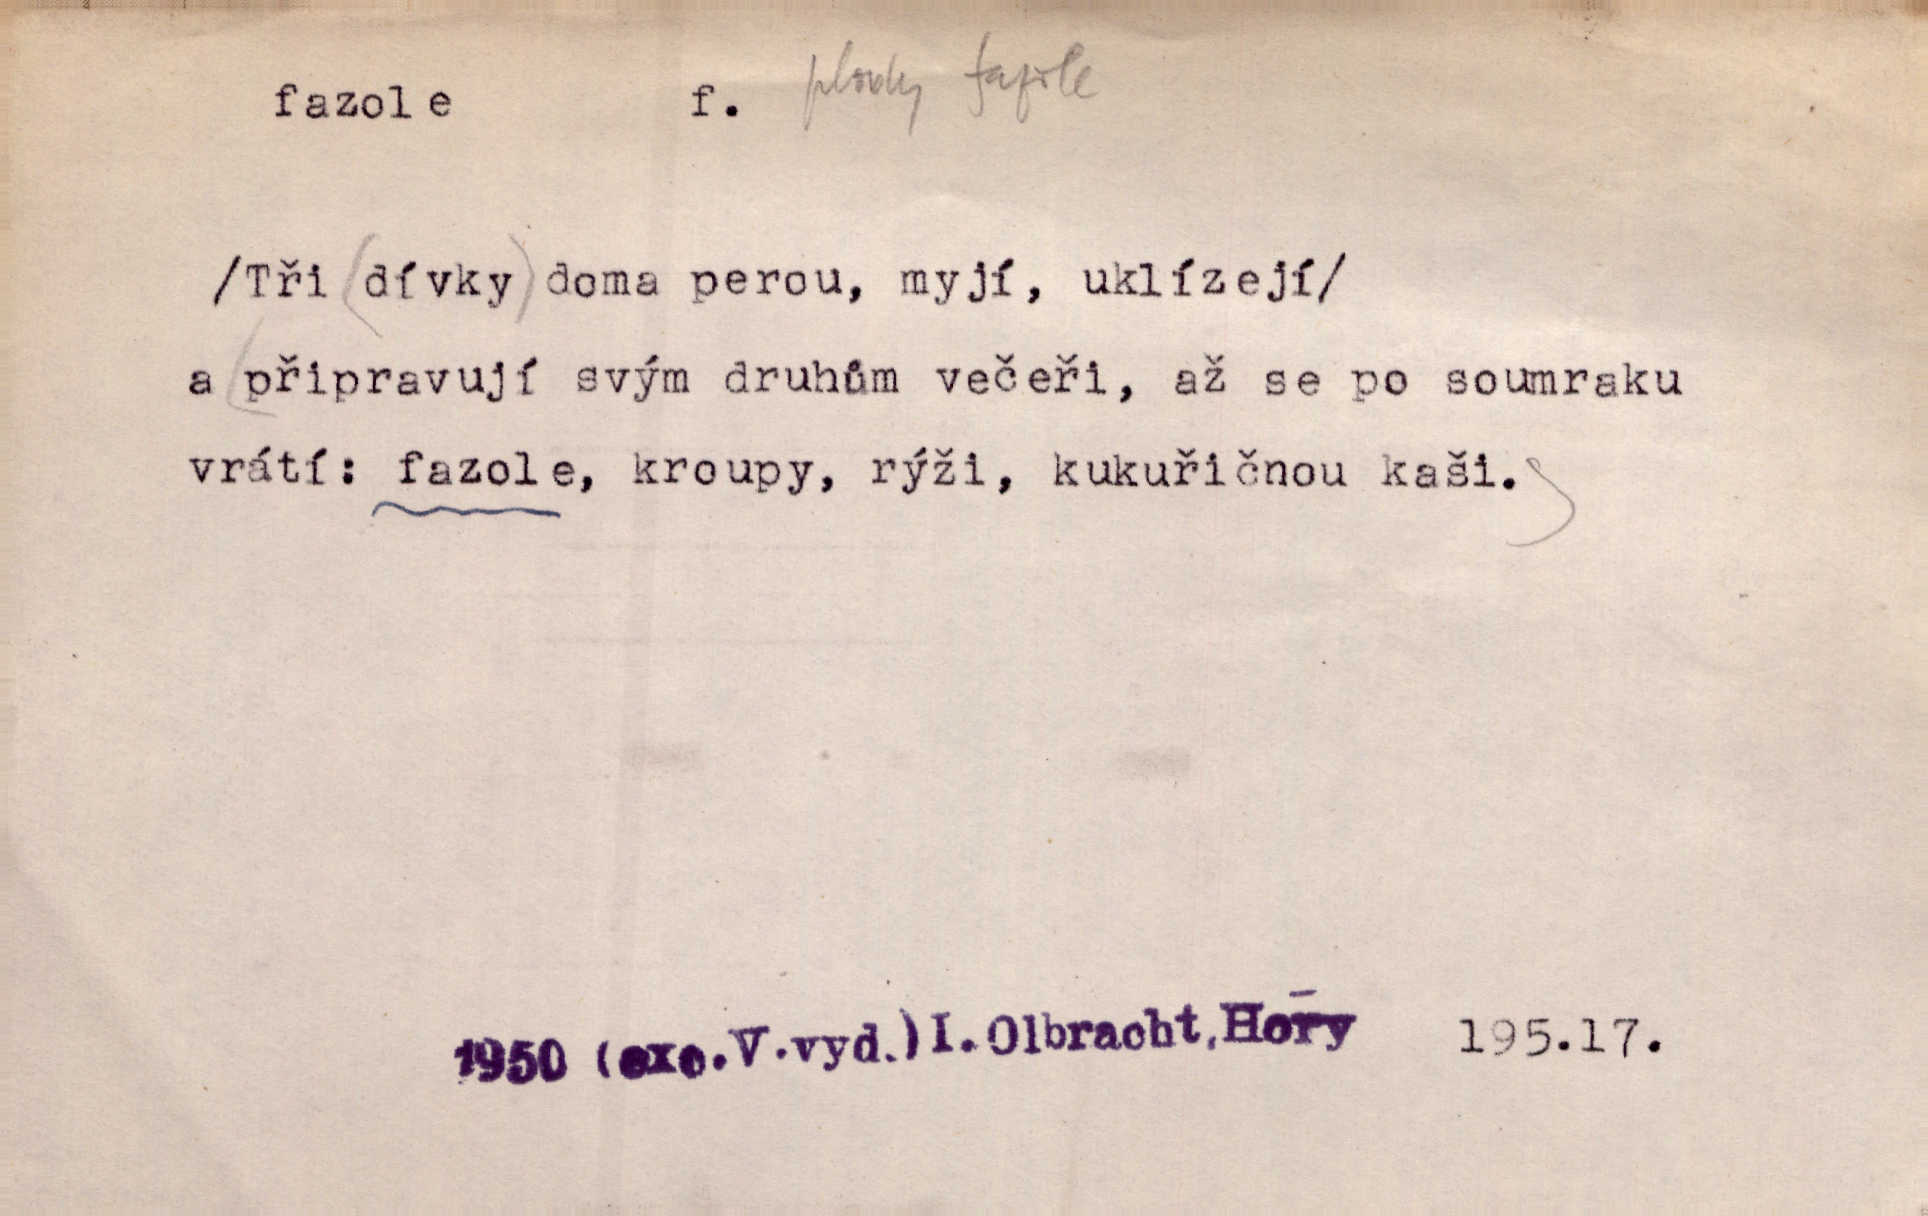 fazole f. plody fazole
/Tři (dívky) doma perou, myjí, uklízejí/
a (připravují svým druhům večeři, až se po soumraku
vrátí: fazole, kroupy, rýži, kukuřičnou kaši.)
1950 (exc. V. vyd.) I. Olbracht, Hory 195.17.